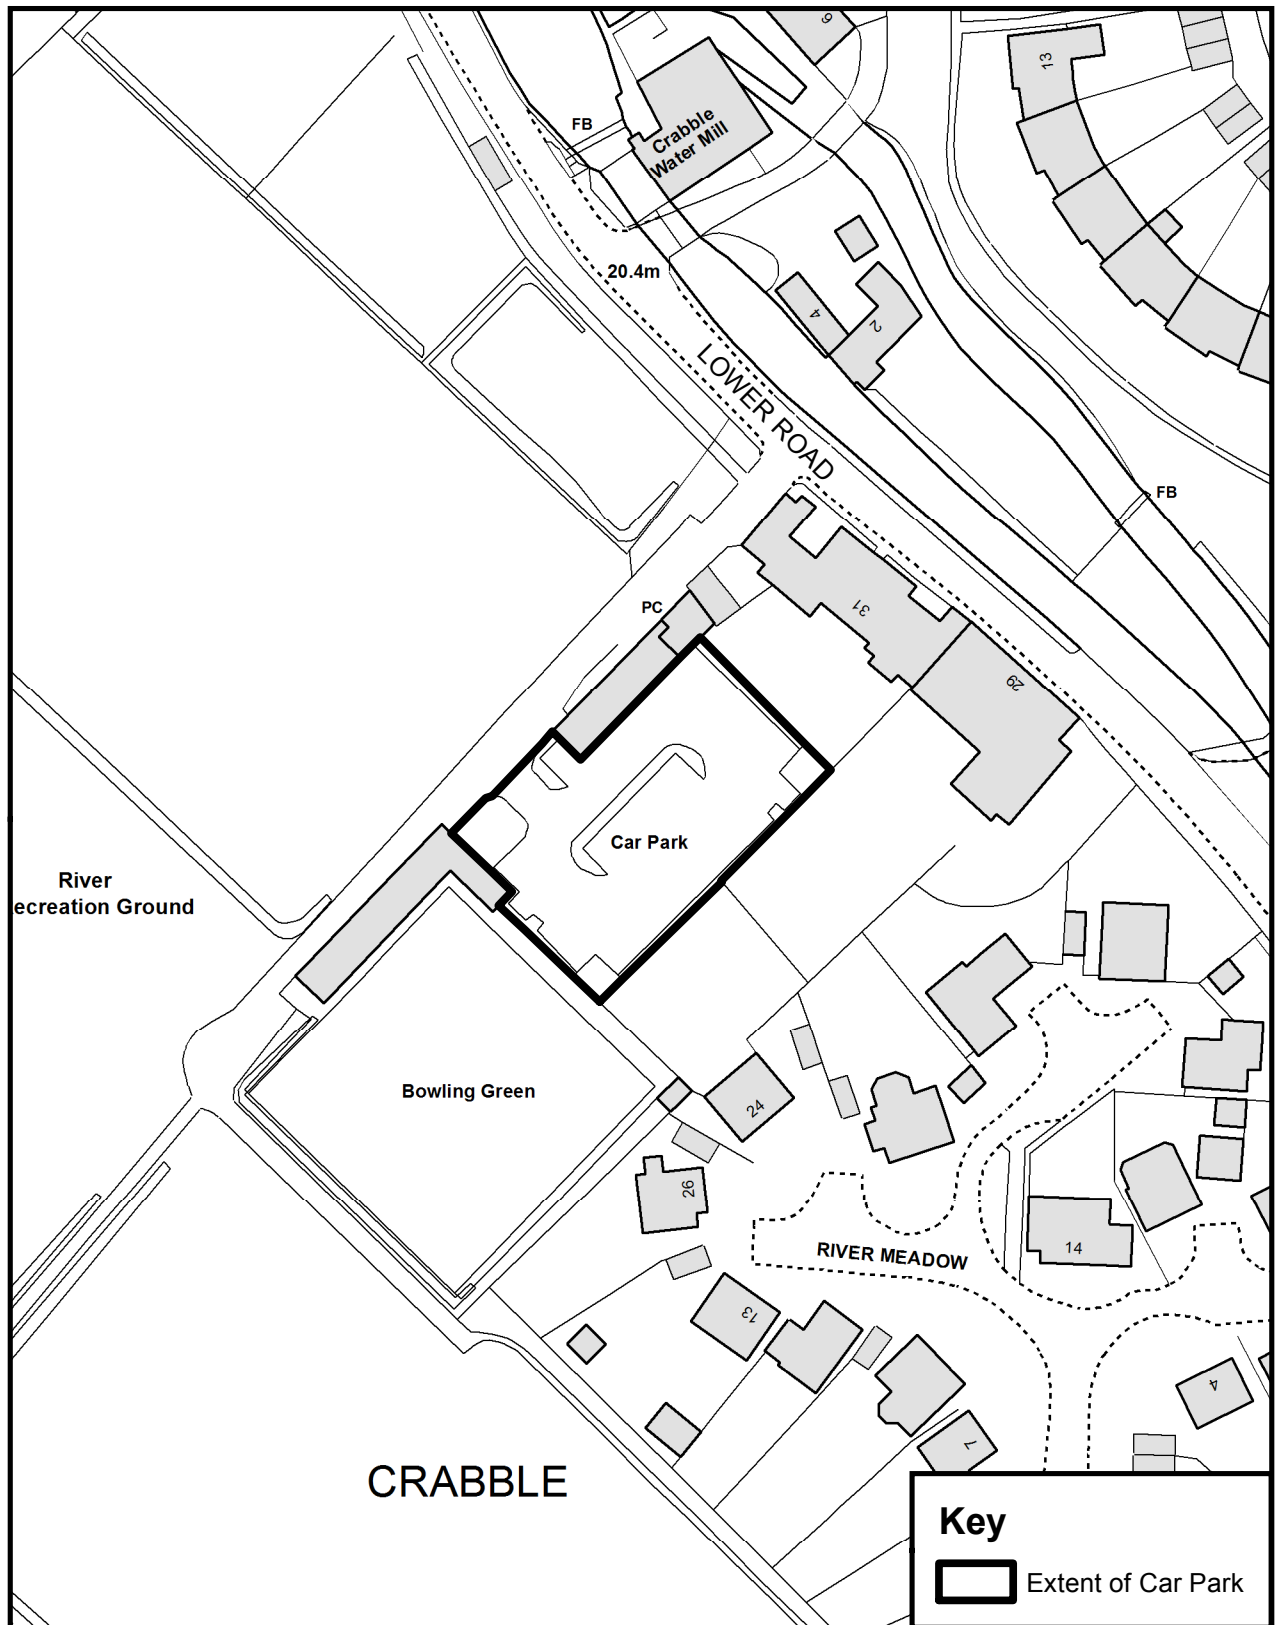 6
13
FB
Crabble
Water Mill
20.4m
4
2
LOWER ROAD
FB
PC
31
29
Car Park
River
ecreation Ground
Bowling Green
24
26
RIVER MEADOW
14
13
4
7
CRABBLE
Key
Extent of Car Park